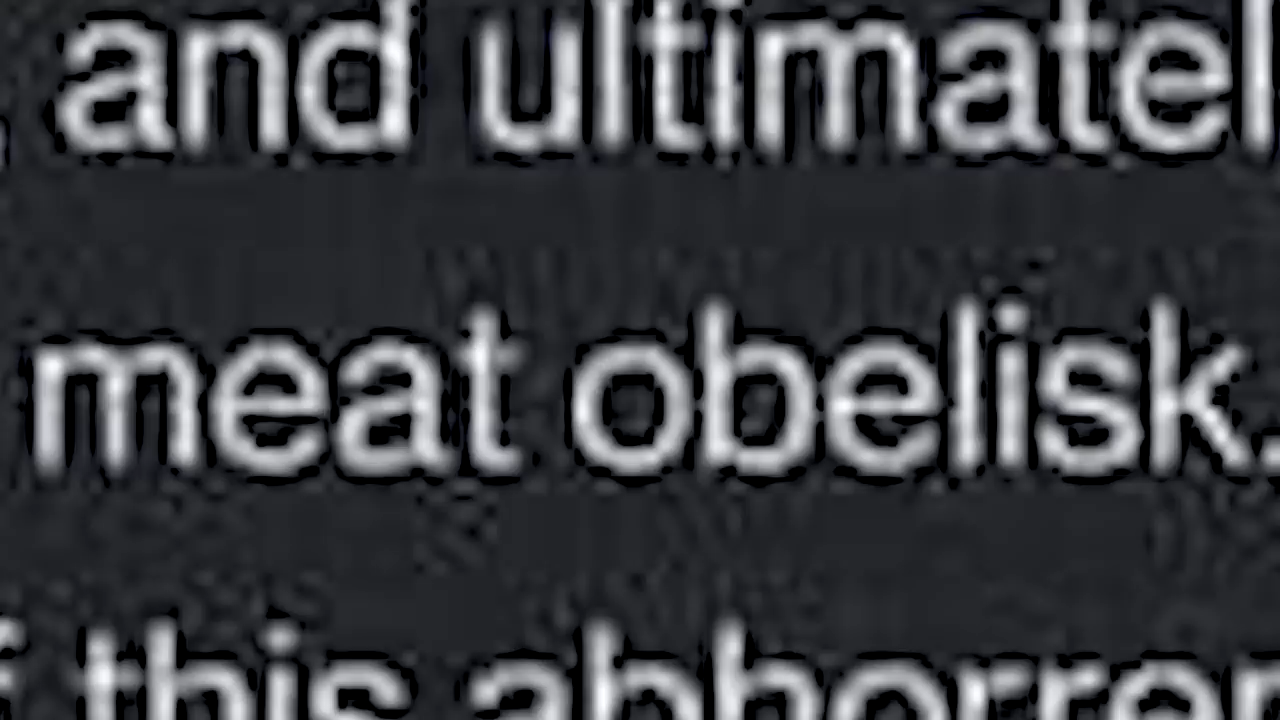 and ultimatel
meat obelisk.
f this abhorren